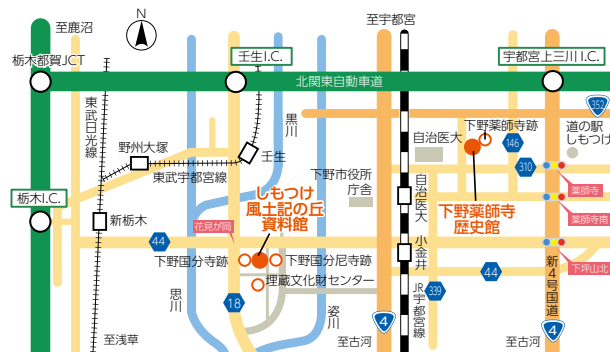 至鹿沼
N
至宇都宮
栃木都賀JCT
壬生I.C.
宇都宮上三川I.C.
北関東自動車道
352
東武日光線
黒川
野州大塚
壬生
東武宇都宮線
自治医大
下野薬師寺跡
146
道の駅
しもつけ
310
薬師寺
下野市役所
庁舎
自治医大
下野薬師寺
歴史館
薬師寺南
栃木I.C.
新栃木
しもつけ
風土記の丘
資料館
花見が岡
44
小金井
下坪山北
下野国分寺跡
下野国分尼寺跡
埋蔵文化財センター
44
新4号国道
思川
18
姿川
339
JR宇都宮線
4
4
至浅草
至古河
至古河